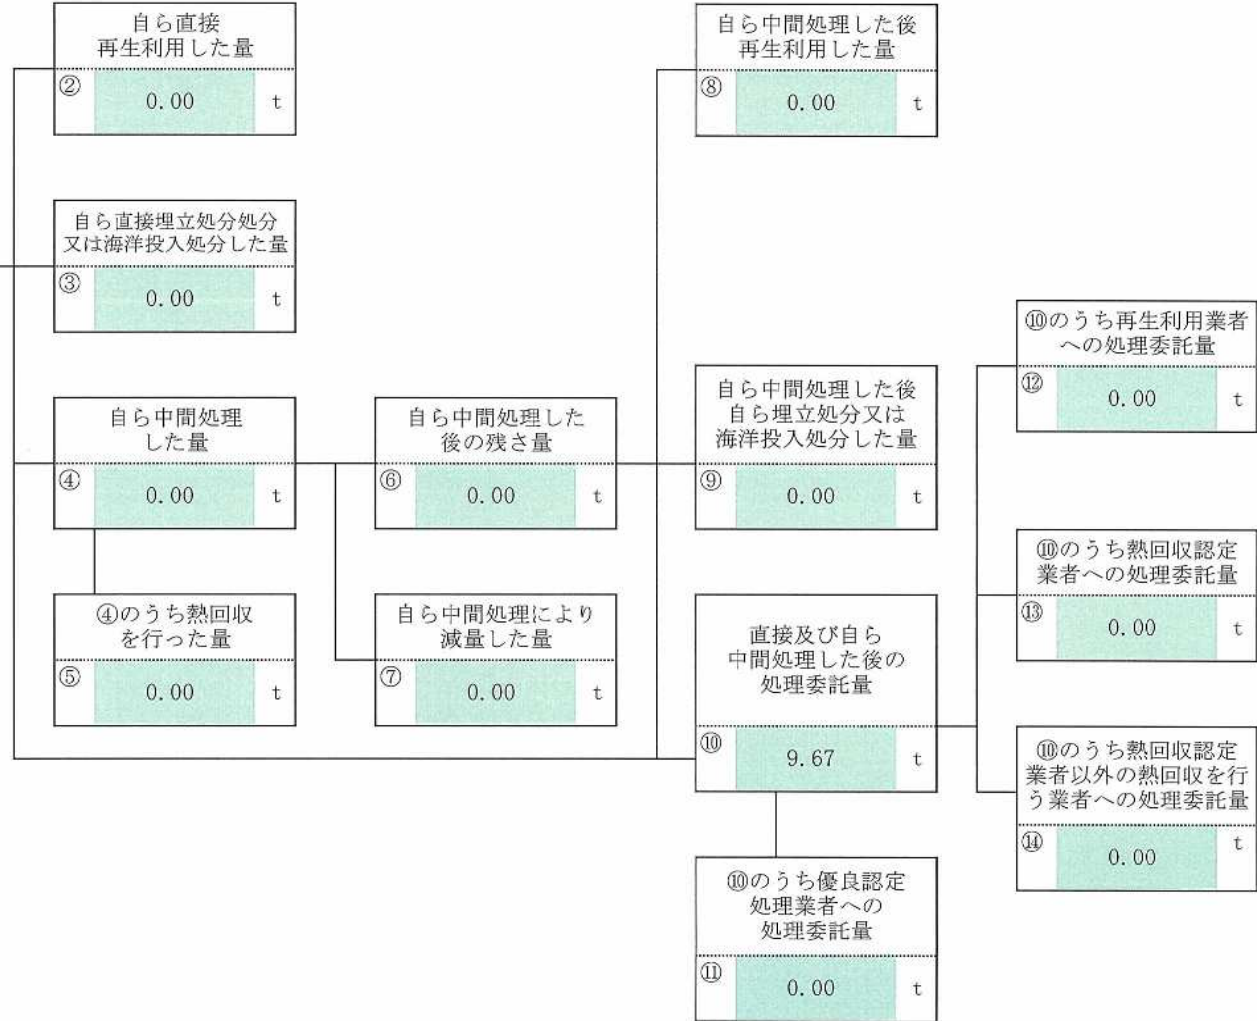 自ら直接
再生利用した量
② 0.00 t
自ら中間処理した後
再生利用した量
⑧ 0.00 t
自ら直接埋立処分処分
又は海洋投入処分した量
③ 0.00 t
⑩のうち再生利用業者
への処理委託量
⑫ 0.00 t
自ら中間処理
した量
④ 0.00 t
自ら中間処理した
後の残さ量
⑥ 0.00 t
自ら中間処理した後
自ら埋立処分又は
海洋投入処分した量
⑨ 0.00 t
⑩のうち熱回収認定
業者への処理委託量
⑬ 0.00 t
④のうち熱回収
を行った量
⑤ 0.00 t
自ら中間処理により
減量した量
⑦ 0.00 t
直接及び自ら
中間処理した後の
処理委託量
⑩ 9.67 t
⑩のうち熱回収認定
業者以外の熱回収を行
う業者への処理委託量
⑭ 0.00 t
⑩のうち優良認定
処理業者への
処理委託量
⑪ 0.00 t